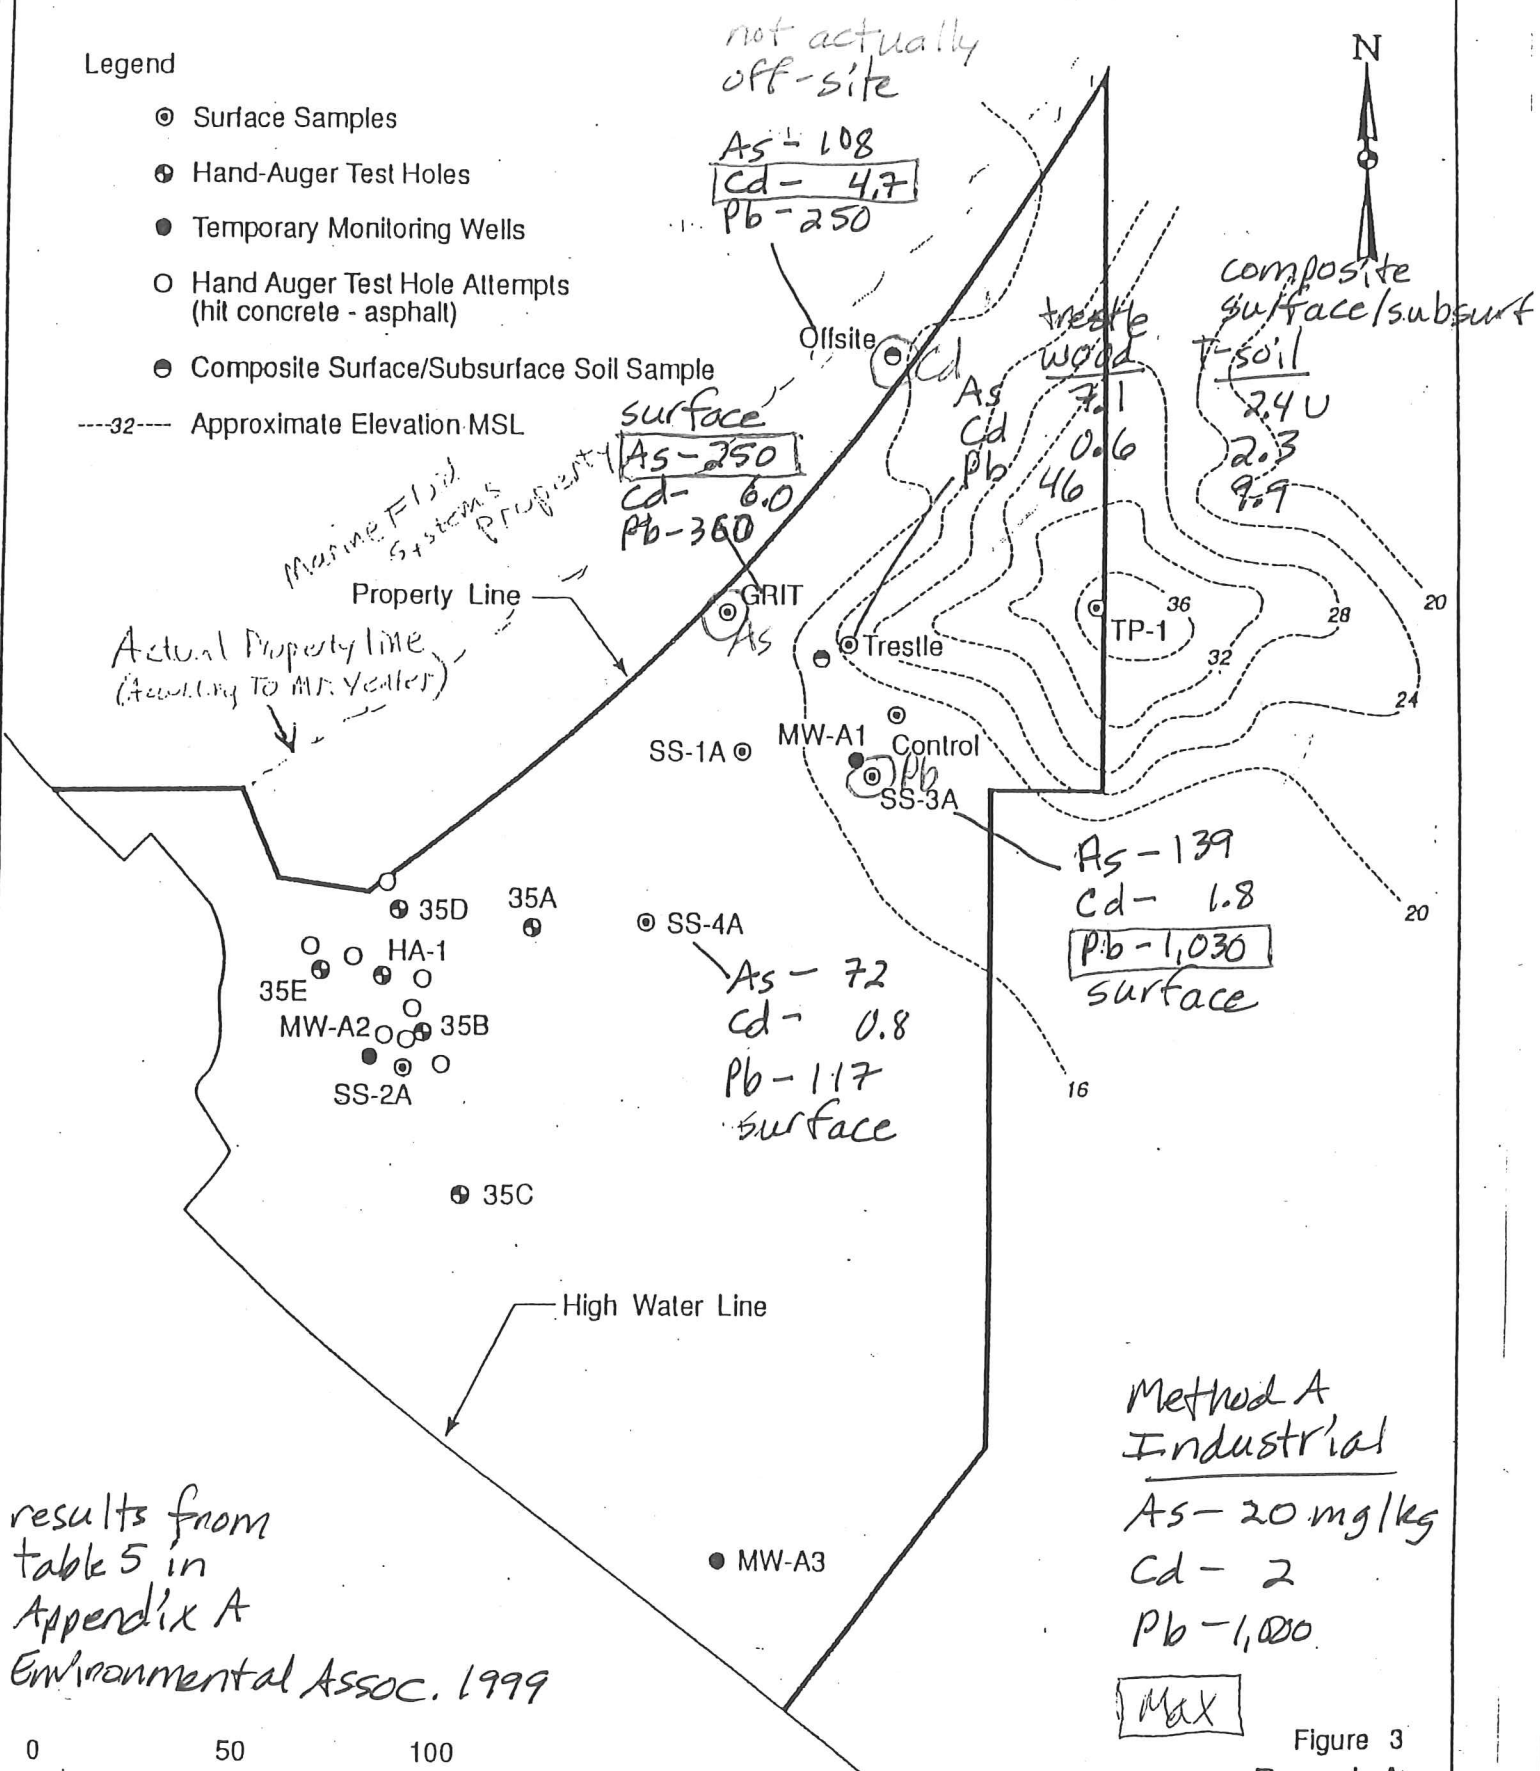 Legend
Surface Samples
Hand-Auger Test Holes
Temporary Monitoring Wells
Hand Auger Test Hole Attempts
(hit concrete - asphalt)
Composite Surface/Subsurface Soil Sample
----32---- Approximate Elevation MSL
not actually
off-site
As - 108
Cd - 4.7
Pb - 250
N
Offsite
Cd
trestle
wood
As 7.1
Cd 0.6
Pb 46
composite
surface/subsurf
T-soil
2.4 U
2.3
9.9
surface
As - 250
Cd - 6.0
Pb - 360
Marine Fluid
Systems
Property
Property Line
Actual Property line
(According To Mr. )
GRIT
As
Trestle
TP-1
36
32
28
20
24
20
16
SS-1A
MW-A1
Control
Pb
SS-3A
As - 139
Cd - 1.8
Pb - 1,030
surface
35D
35A
SS-4A
HA-1
35E
MW-A2
35B
SS-2A
As - 72
Cd - 0.8
Pb - 117
surface
35C
High Water Line
MW-A3
Method A
Industrial
As - 20 mg/kg
Cd - 2
Pb - 1,000
Max
results from
table 5 in
Appendix A
Environmental Assoc. 1999
0 50 100
Figure 3